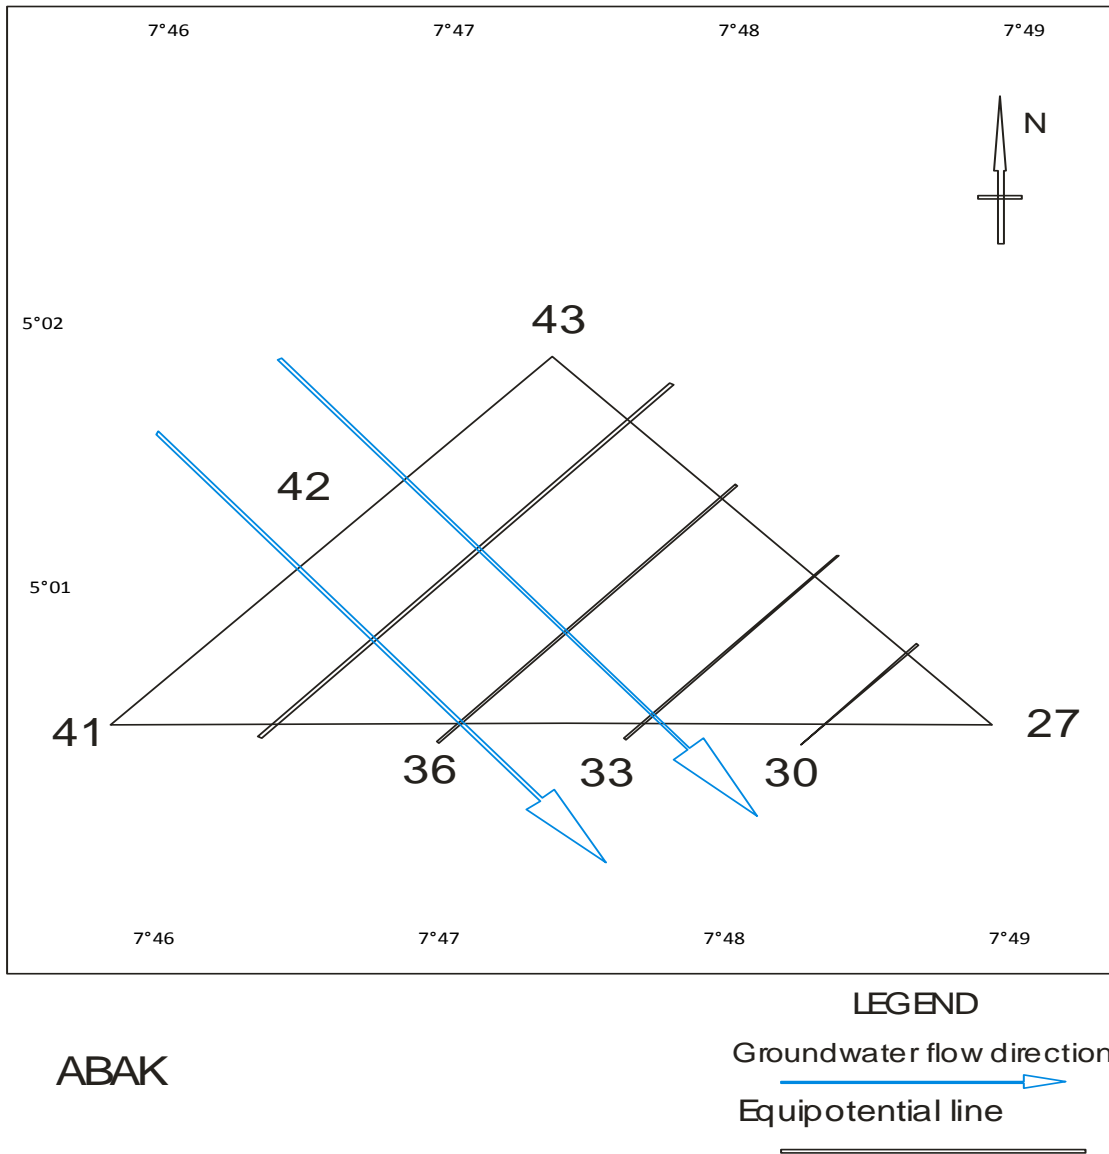 7°46 7°47 7°48 7°49
N
5°02
43
42
5°01
41
27
36 33 30
7°46 7°47 7°48 7°49
LEGEND
Groundwater flow direction
ABAK
Equipotential line